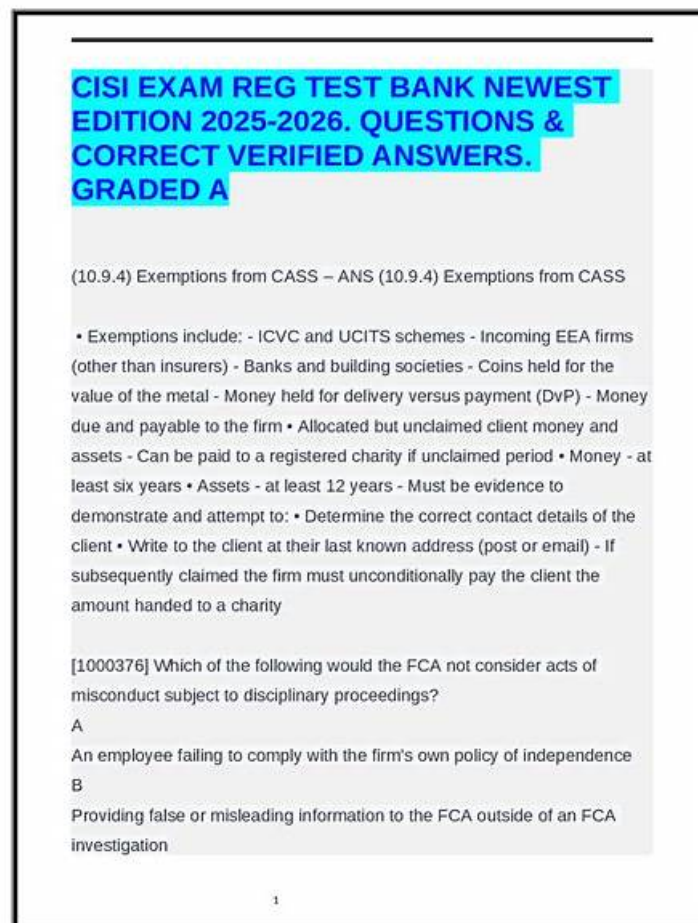 CISI EXAM REG TEST BANK NEWEST
EDITION 2025-2026. QUESTIONS &
CORRECT VERIFIED ANSWERS.
GRADED A
(10.9.4) Exemptions from CASS – ANS (10.9.4) Exemptions from CASS
• Exemptions include: - ICVC and UCITS schemes - Incoming EEA firms
(other than insurers) - Banks and building societies - Coins held for the
value of the metal - Money held for delivery versus payment (DvP) - Money
due and payable to the firm • Allocated but unclaimed client money and
assets - Can be paid to a registered charity if unclaimed period • Money - at
least six years • Assets - at least 12 years - Must be evidence to
demonstrate and attempt to: • Determine the correct contact details of the
client • Write to the client at their last known address (post or email) - If
subsequently claimed the firm must unconditionally pay the client the
amount handed to a charity
[1000376] Which of the following would the FCA not consider acts of
misconduct subject to disciplinary proceedings?
A
An employee failing to comply with the firm's own policy of independence
B
Providing false or misleading information to the FCA outside of an FCA
investigation
1